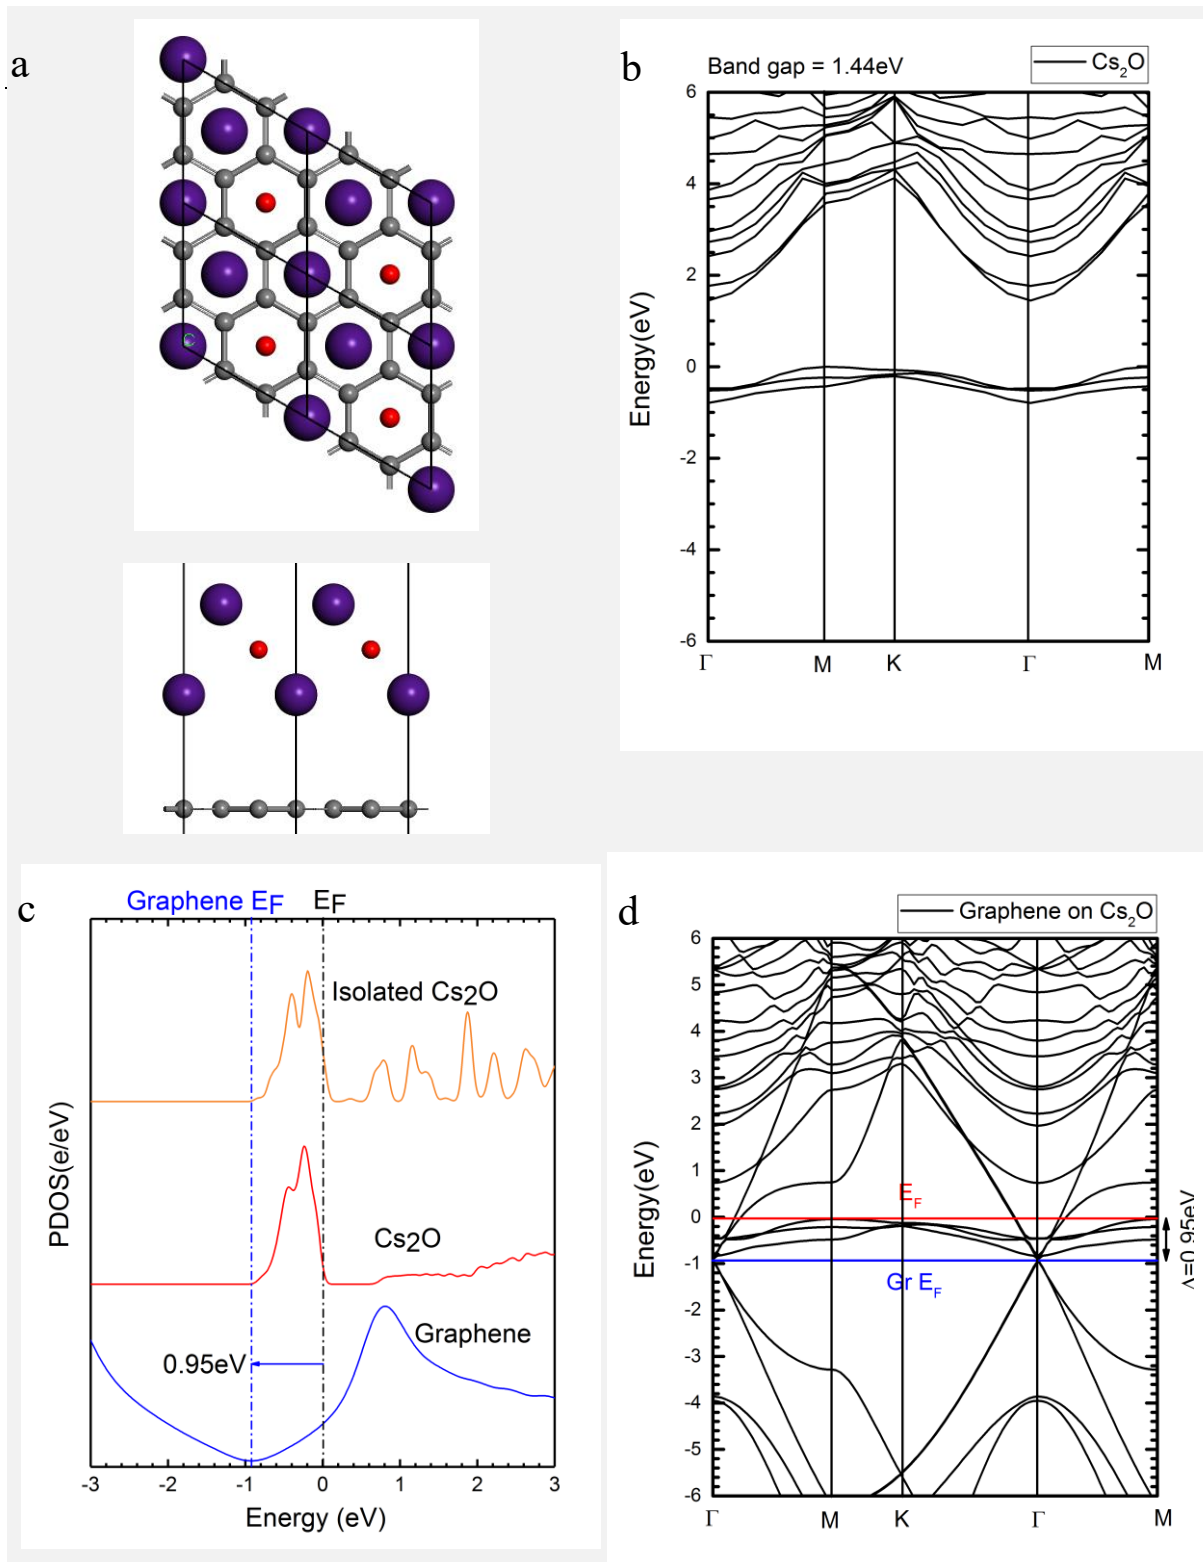 a
C
b
Band gap = 1.44eV
Cs₂O
Energy(eV)
6
4
2
0
-2
-4
-6
Γ M K Γ M
c
Graphene EF EF
Isolated Cs2O
Cs2O
Graphene
0.95eV
PDOS(e/eV)
-3 -2 -1 0 1 2 3
Energy (eV)
d
Graphene on Cs₂O
Energy(eV)
6
5
4
3
2
1
0
-1
-2
-3
-4
-5
-6
E_F
Gr E_F
Δ=0.95eV
Γ M K Γ M